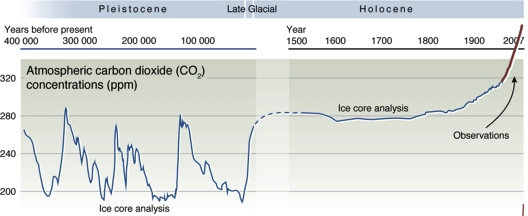 Pleistocene Late Glacial Holocene
Years before present Year
400 000 300 000 200 000 100 000 1500 1600 1700 1800 1900 2007
Atmospheric carbon dioxide (CO₂)
concentrations (ppm)
320
280
240
200
Ice core analysis
Observations
Ice core analysis